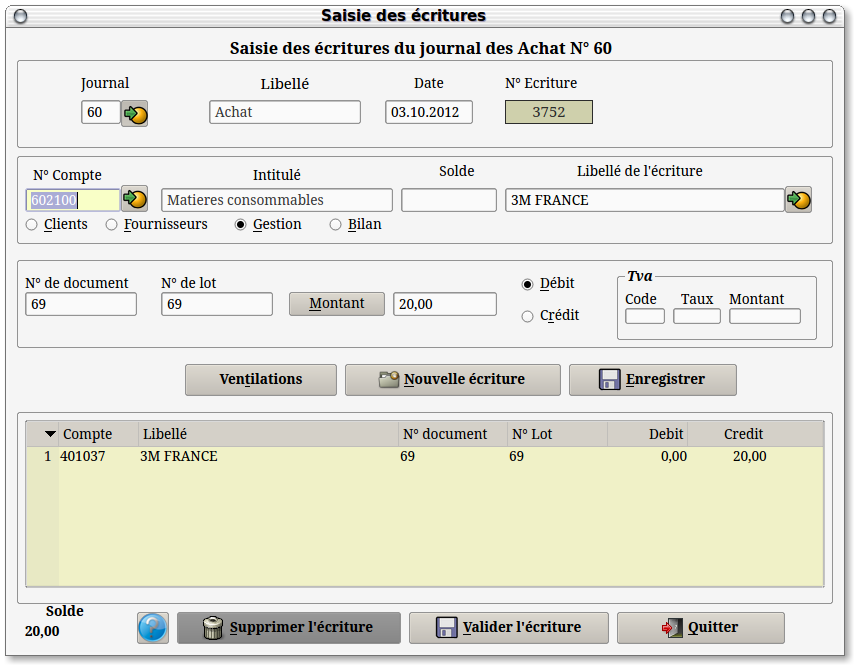 Saisie des écritures
Saisie des écritures du journal des Achat N° 60
Journal Libellé Date N° Ecriture
60 Achat 03.10.2012 3752
N° Compte Intitulé Solde Libellé de l'écriture
602100 Matieres consommables 3M FRANCE
Clients Fournisseurs Gestion Bilan
N° de document N° de lot Débit Tva
69 69 Montant 20,00 Crédit Code Taux Montant
Ventilations Nouvelle écriture Enregistrer
Compte Libellé N° document N° Lot Debit Credit
1 401037 3M FRANCE 69 69 0,00 20,00
Solde
20,00 Supprimer l'écriture Valider l'écriture Quitter